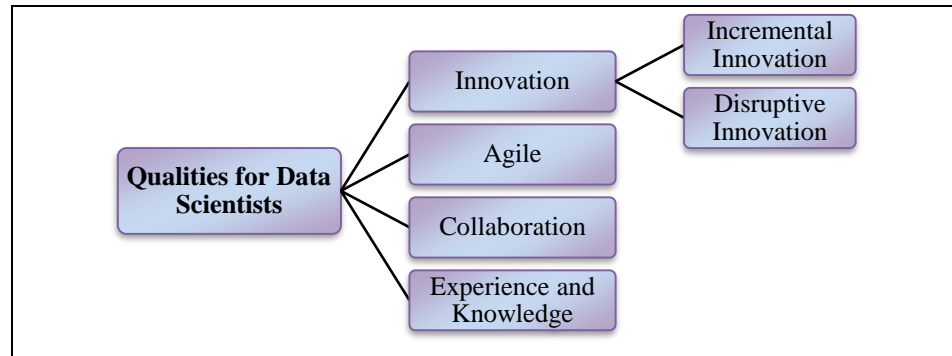 Qualities for Data
Scientists
Innovation
Incremental
Innovation
Disruptive
Innovation
Agile
Collaboration
Experience and
Knowledge